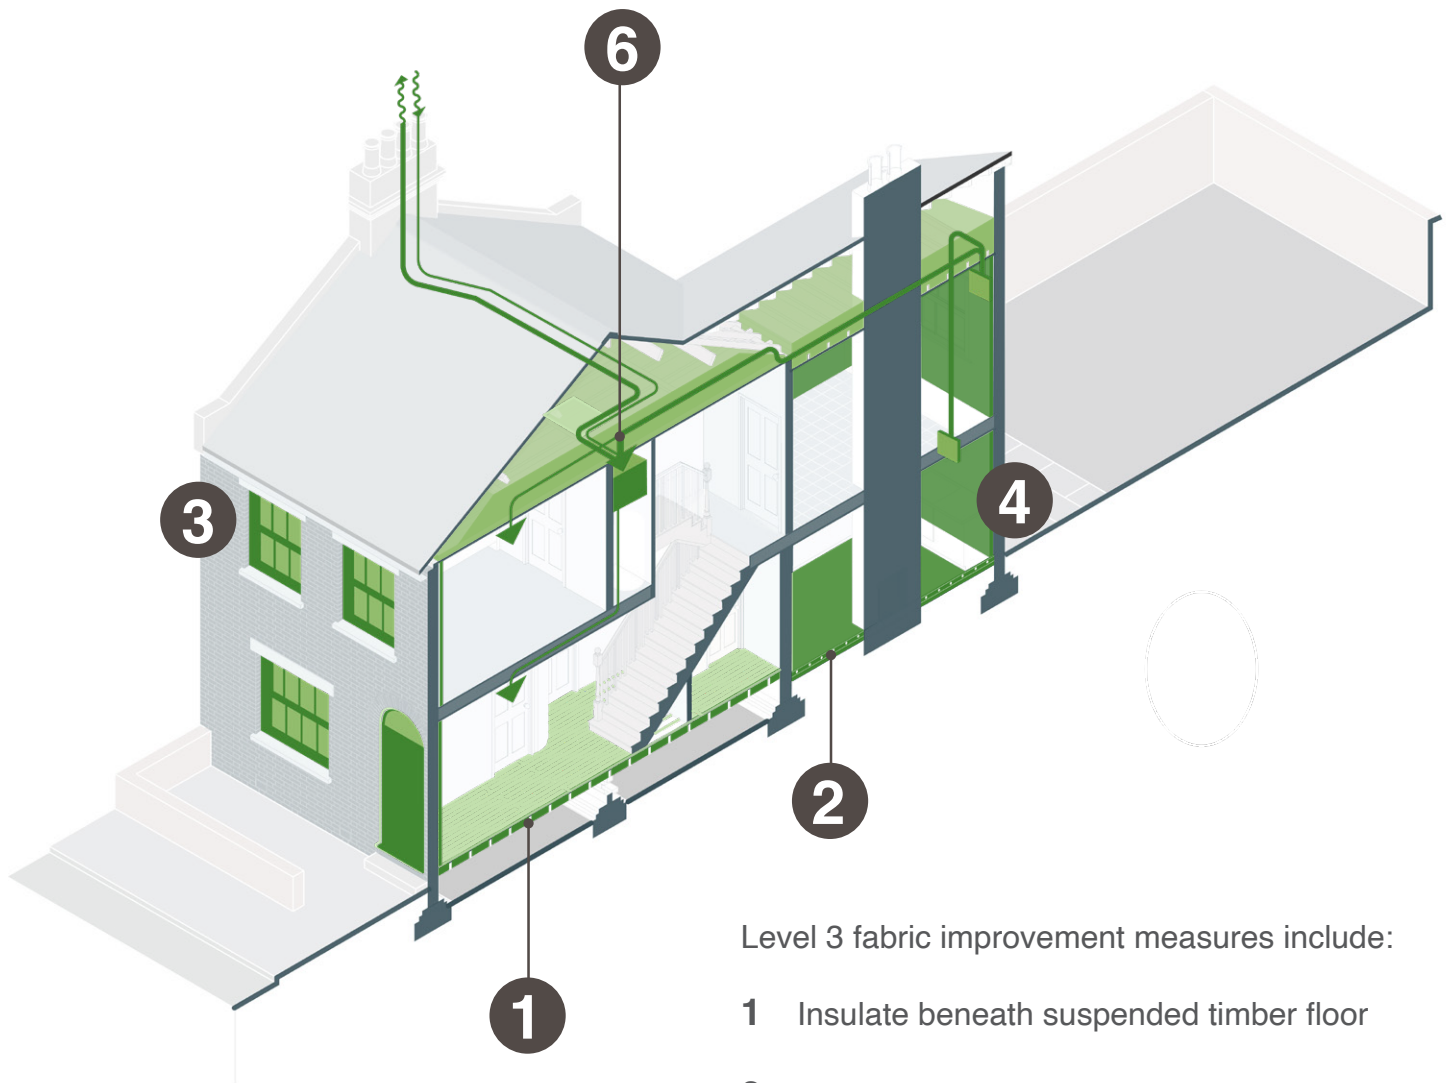 6
3
4
2
1
Level 3 fabric improvement measures include:
1 Insulate beneath suspended timber floor